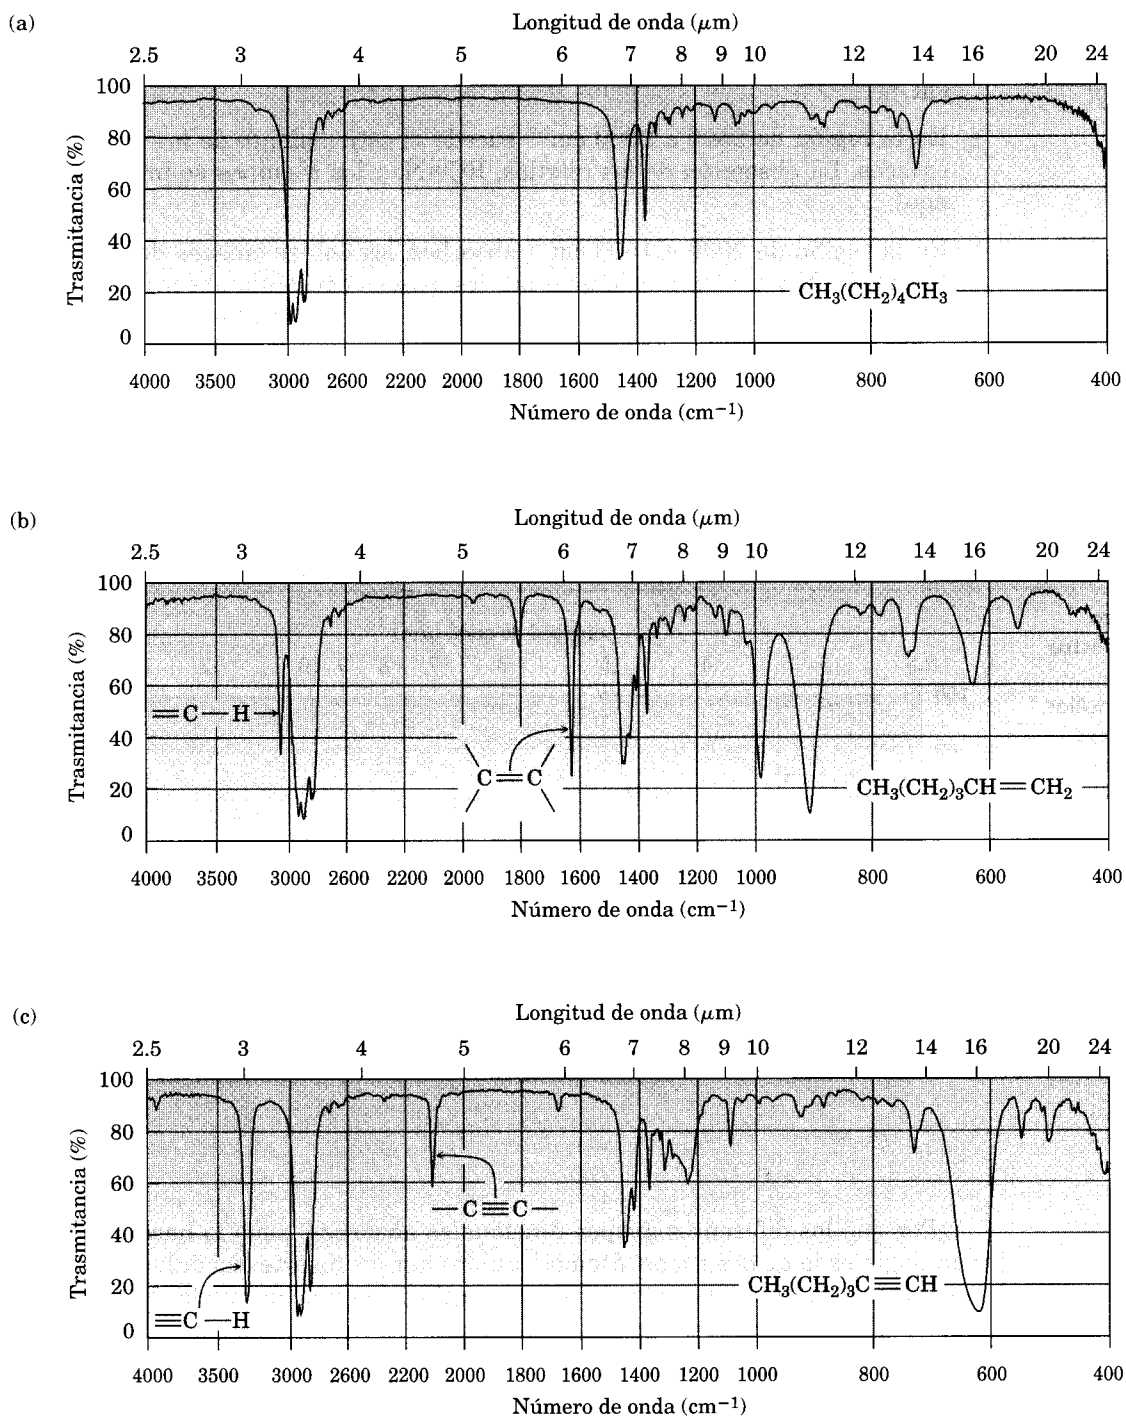 (a)
Longitud de onda (μm)
2.5 3 4 5 6 7 8 9 10 12 14 16 20 24
Trasmitancia (%)
100
80
60
40
20
0
CH₃(CH₂)₄CH₃
4000 3500 3000 2600 2200 2000 1800 1600 1400 1200 1000 800 600 400
Número de onda (cm⁻¹)
(b)
Longitud de onda (μm)
2.5 3 4 5 6 7 8 9 10 12 14 16 20 24
Trasmitancia (%)
100
80
60
40
20
0
═C—H
C═C
CH₃(CH₂)₃CH═CH₂
4000 3500 3000 2600 2200 2000 1800 1600 1400 1200 1000 800 600 400
Número de onda (cm⁻¹)
(c)
Longitud de onda (μm)
2.5 3 4 5 6 7 8 9 10 12 14 16 20 24
Trasmitancia (%)
100
80
60
40
20
0
—C≡C—
≡C—H
CH₃(CH₂)₃C≡CH
4000 3500 3000 2600 2200 2000 1800 1600 1400 1200 1000 800 600 400
Número de onda (cm⁻¹)